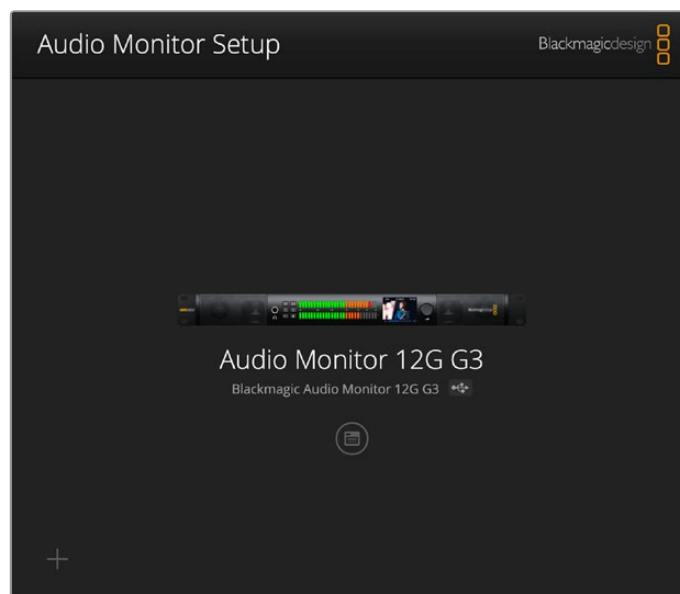 Audio Monitor Setup
Blackmagicdesign
Audio Monitor 12G G3
Blackmagic Audio Monitor 12G G3